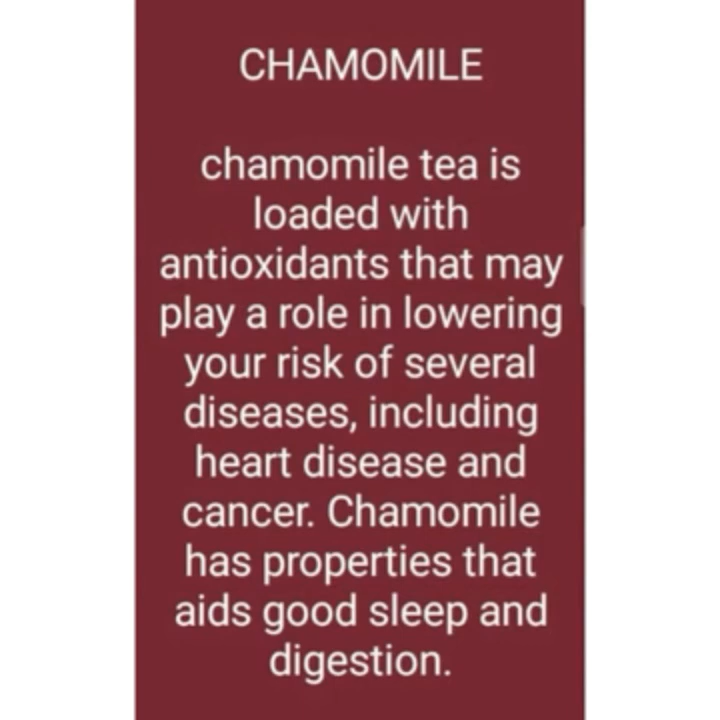 CHAMOMILE
chamomile tea is
loaded with
antioxidants that may
play a role in lowering
your risk of several
diseases, including
heart disease and
cancer. Chamomile
has properties that
aids good sleep and
digestion.